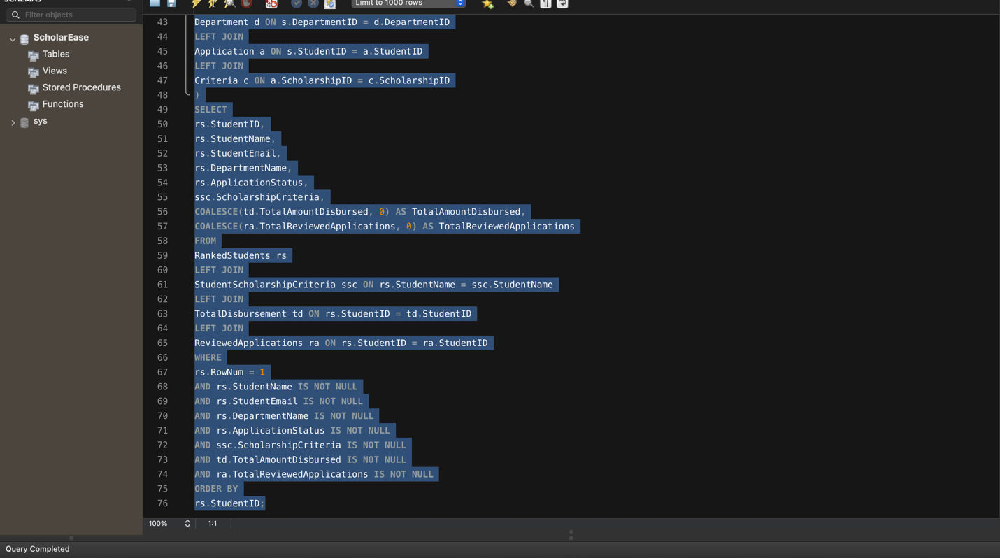 SCHEMAS
Limit to 1000 rows
Filter objects
ScholarEase
Tables
Views
Stored Procedures
Functions
sys
43 Department d ON s.DepartmentID = d.DepartmentID
44 LEFT JOIN
45 Application a ON s.StudentID = a.StudentID
46 LEFT JOIN
47 Criteria c ON a.ScholarshipID = c.ScholarshipID
48 )
49 SELECT
50 rs.StudentID,
51 rs.StudentName,
52 rs.StudentEmail,
53 rs.DepartmentName,
54 rs.ApplicationStatus,
55 ssc.ScholarshipCriteria,
56 COALESCE(td.TotalAmountDisbursed, 0) AS TotalAmountDisbursed,
57 COALESCE(ra.TotalReviewedApplications, 0) AS TotalReviewedApplications
58 FROM
59 RankedStudents rs
60 LEFT JOIN
61 StudentScholarshipCriteria ssc ON rs.StudentName = ssc.StudentName
62 LEFT JOIN
63 TotalDisbursement td ON rs.StudentID = td.StudentID
64 LEFT JOIN
65 ReviewedApplications ra ON rs.StudentID = ra.StudentID
66 WHERE
67 rs.RowNum = 1
68 AND rs.StudentName IS NOT NULL
69 AND rs.StudentEmail IS NOT NULL
70 AND rs.DepartmentName IS NOT NULL
71 AND rs.ApplicationStatus IS NOT NULL
72 AND ssc.ScholarshipCriteria IS NOT NULL
73 AND td.TotalAmountDisbursed IS NOT NULL
74 AND ra.TotalReviewedApplications IS NOT NULL
75 ORDER BY
76 rs.StudentID;
100% 1:1
Query Completed